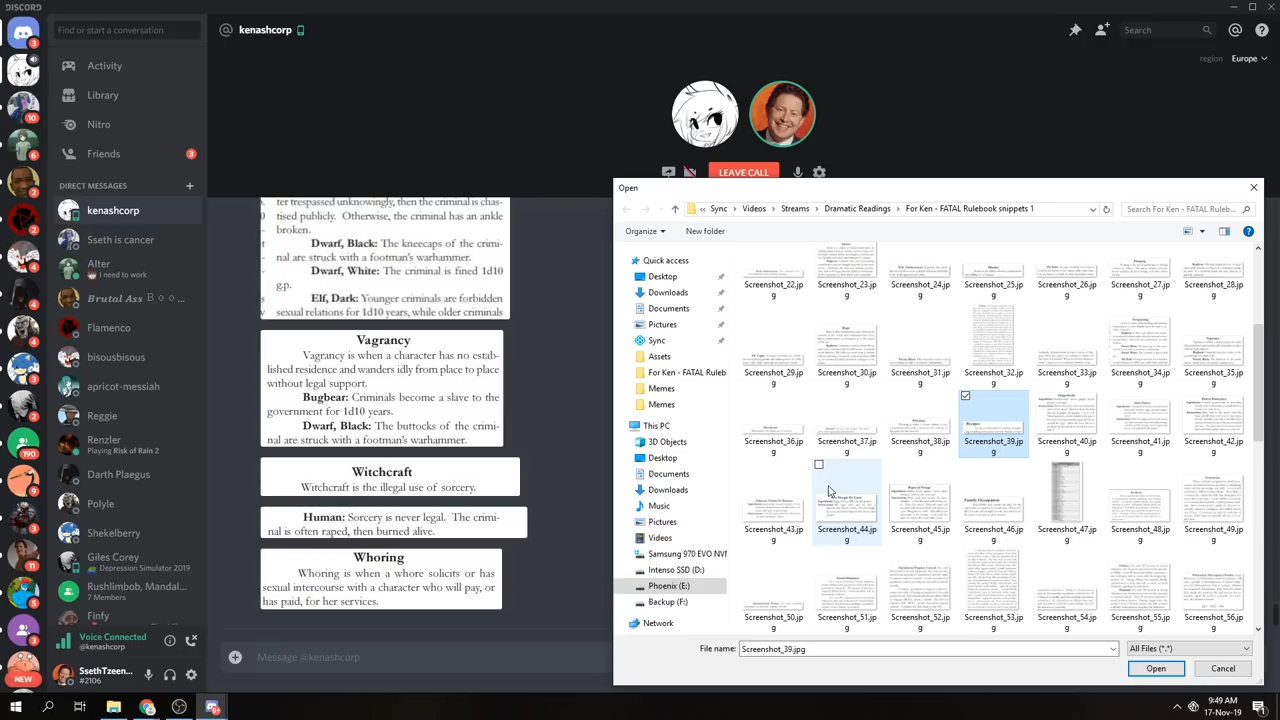 DISCORD
Find or start a conversation
@ kenashcorp
Search
region
Europe
3
10
6
2
190
9
11
5
3
NEW
Activity
Library
Nitro
Friends
3
DIRECT MESSAGES
kenashcorp
Seth is cancer
Alter
I need to work
Brutal Ass B o o...
Flamenco
bisousbisous
apricot-messiah
Reggie
Renzler
Playing Risk of Rain 2
Darth Plaegus
Polyle
Shekelberry
Giles Corey
Depression Simulator 2019
Rushlimbob, Mandal...
7 Members
Unify
Voice Connected
@kenashcorp
SsethTzeen...
#2106
LEAVE CALL
ter trespassed unknowingly, then the criminal is chas-
tised publicly. Otherwise, the criminal has an ankle
broken.
Dwarf, Black: The kneecaps of the crimi-
nal are struck with a footman's warhammer.
Dwarf, White: The criminal is fined 1d10
g.p.
Elf, Dark: Younger criminals are forbidden
sexual relations for 1d10 years, while older criminals
Vagrancy
Vagrancy is when a character has no estab-
lished residence and wanders idly from place to place
without legal support.
Bugbear: Criminals become a slave to the
government for 1d10 years.
Dwarf, Black: The buttocks of the crimi-
nal are struck with a footman's warhammer.
Witchcraft
Witchcraft is the illegal use of sorcery.
Human: Sorcery is never legal. The crimi-
nal is often raped, then burned alive.
Whoring
Whoring is when a whore solicits or has
sexual intercourse with a character who will pay, or
has paid, for her services.
Message @kenashcorp
Open
Sync
Videos
Streams
Dramatic Readings
For Ken - FATAL Rulebook snippets 1
Search For Ken - FATAL Ruleb...
Organize
New folder
Quick access
Desktop
Downloads
Documents
Pictures
Sync
Assets
For Ken - FATAL Ruleb
Memes
Memes
This PC
3D Objects
Desktop
Documents
Downloads
Music
Pictures
Videos
Samsung 970 EVO NVI
Intenso SSD (D:)
Phoenix (E:)
Backup (F:)
Network
Screenshot_22.jpg
Screenshot_23.jpg
Screenshot_24.jpg
Screenshot_25.jpg
Screenshot_26.jpg
Screenshot_27.jpg
Screenshot_28.jpg
Screenshot_29.jpg
Screenshot_30.jpg
Screenshot_31.jpg
Screenshot_32.jpg
Screenshot_33.jpg
Screenshot_34.jpg
Screenshot_35.jpg
Screenshot_36.jpg
Screenshot_37.jpg
Screenshot_38.jpg
Screenshot_39.jpg
Screenshot_40.jpg
Screenshot_41.jpg
Screenshot_42.jpg
Screenshot_43.jpg
Screenshot_44.jpg
Screenshot_45.jpg
Screenshot_46.jpg
Screenshot_47.jpg
Screenshot_48.jpg
Screenshot_49.jpg
Screenshot_50.jpg
Screenshot_51.jpg
Screenshot_52.jpg
Screenshot_53.jpg
Screenshot_54.jpg
Screenshot_55.jpg
Screenshot_56.jpg
File name:
Screenshot_39.jpg
All Files (*.*)
Open
Cancel
9:49 AM
17-Nov-19